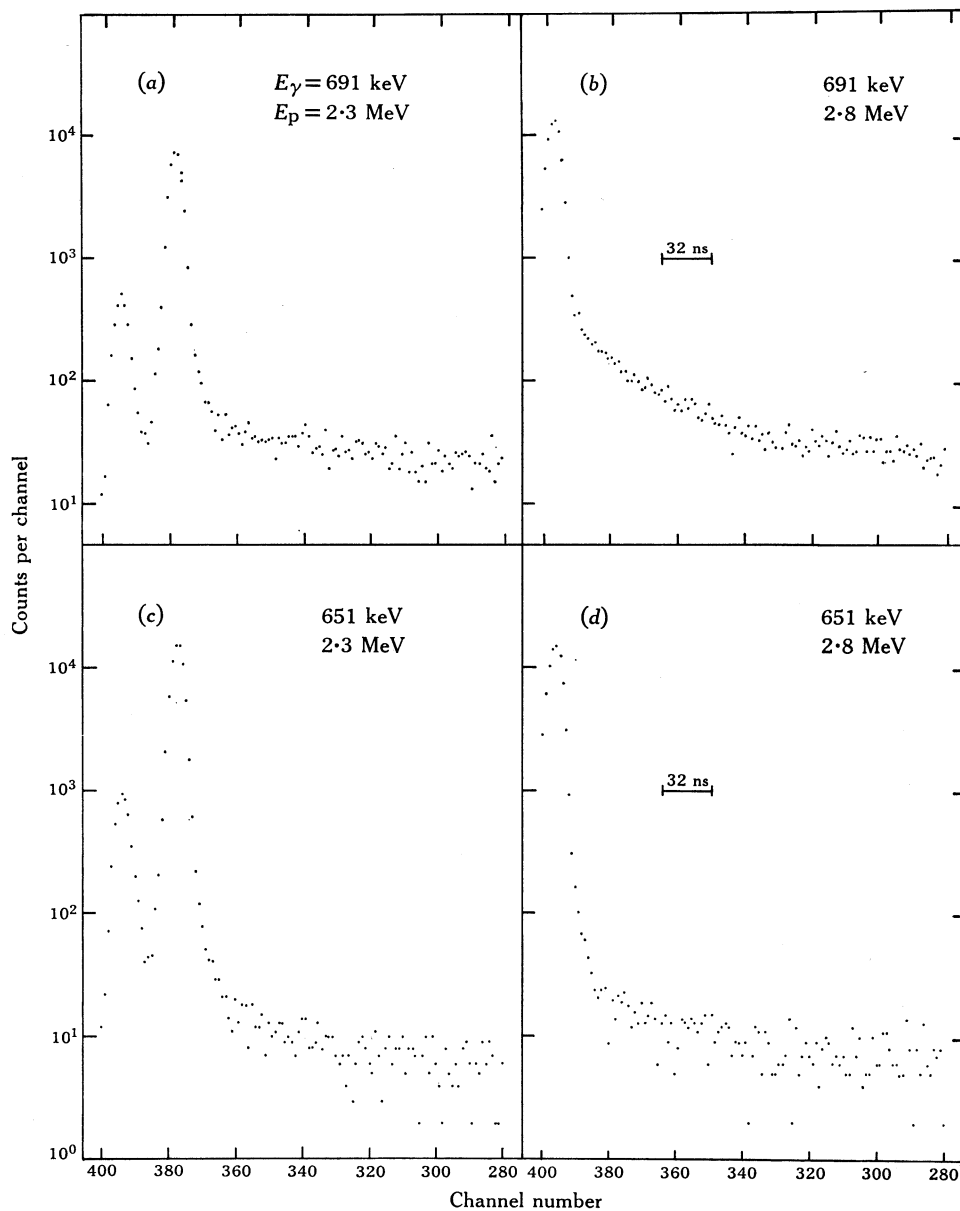 (a)
E_γ = 691 keV
E_p = 2·3 MeV
(b)
691 keV
2·8 MeV
32 ns
10⁴
10³
10²
10¹
(c)
651 keV
2·3 MeV
(d)
651 keV
2·8 MeV
32 ns
10⁴
10³
10²
10¹
10⁰
400 380 360 340 320 300 280
400 380 360 340 320 300 280
Counts per channel
Channel number